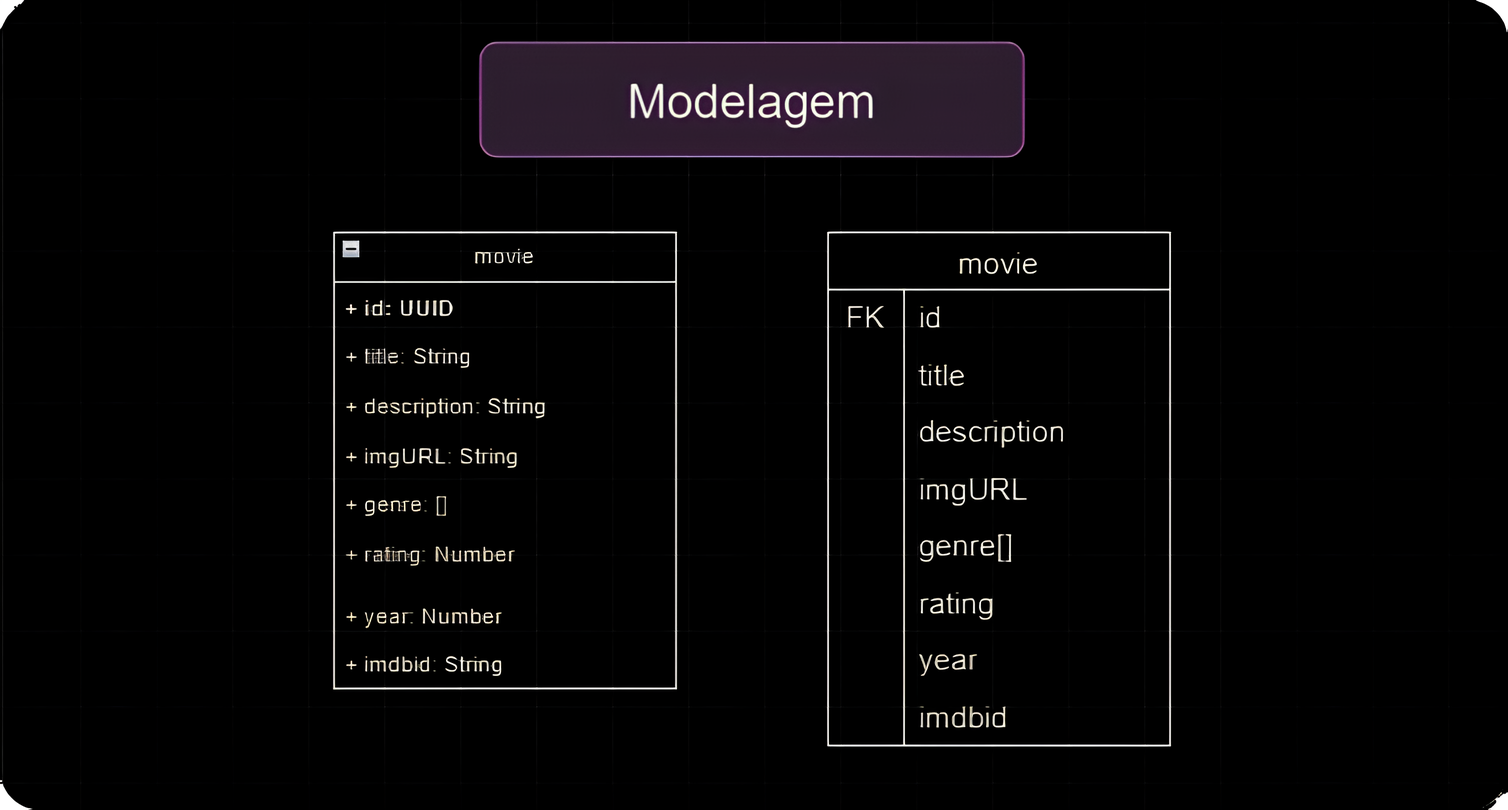 Modelagem
movie
+ id: UUID
+ title: String
+ description: String
+ imgURL: String
+ genre: []
+ rating: Number
+ year: Number
+ imdbid: String
movie
FK id
title
description
imgURL
genre[]
rating
year
imdbid